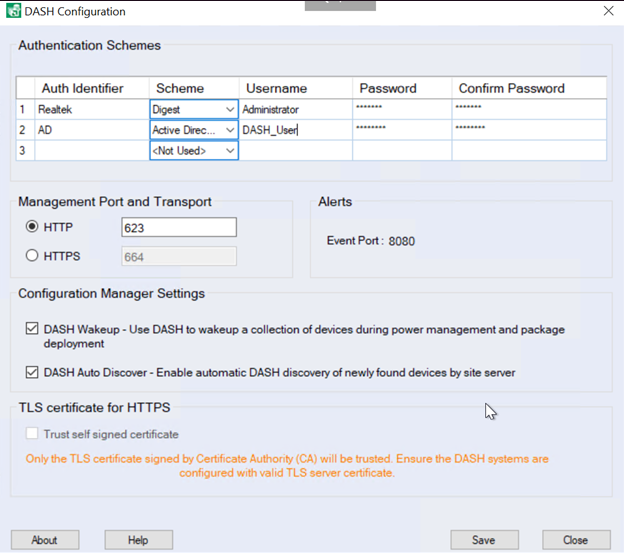 DASH Configuration
Authentication Schemes
Auth Identifier Scheme Username Password Confirm Password
1 Realtek Digest Administrator ******* *******
2 AD Active Direc... DASH_User ******** ********
3 <Not Used>
Management Port and Transport
HTTP 623
HTTPS 664
Alerts
Event Port : 8080
Configuration Manager Settings
DASH Wakeup - Use DASH to wakeup a collection of devices during power management and package
deployment
DASH Auto Discover - Enable automatic DASH discovery of newly found devices by site server
TLS certificate for HTTPS
Trust self signed certificate
Only the TLS certificate signed by Certificate Authority (CA) will be trusted. Ensure the DASH systems are
configured with valid TLS server certificate.
About Help Save Close